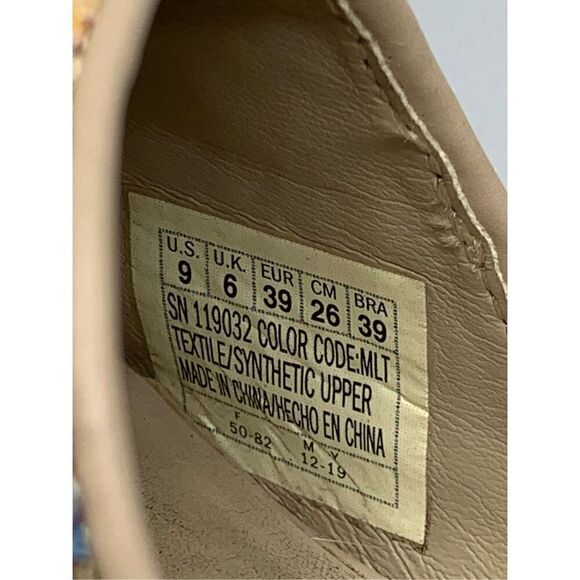 U.S. U.K. EUR CM BRA
9 6 39 26 39
SN 119032 COLOR CODE:MLT
TEXTILE/SYNTHETIC UPPER
MADE IN CHINA/HECHO EN CHINA
F M Y
50-82 12-19